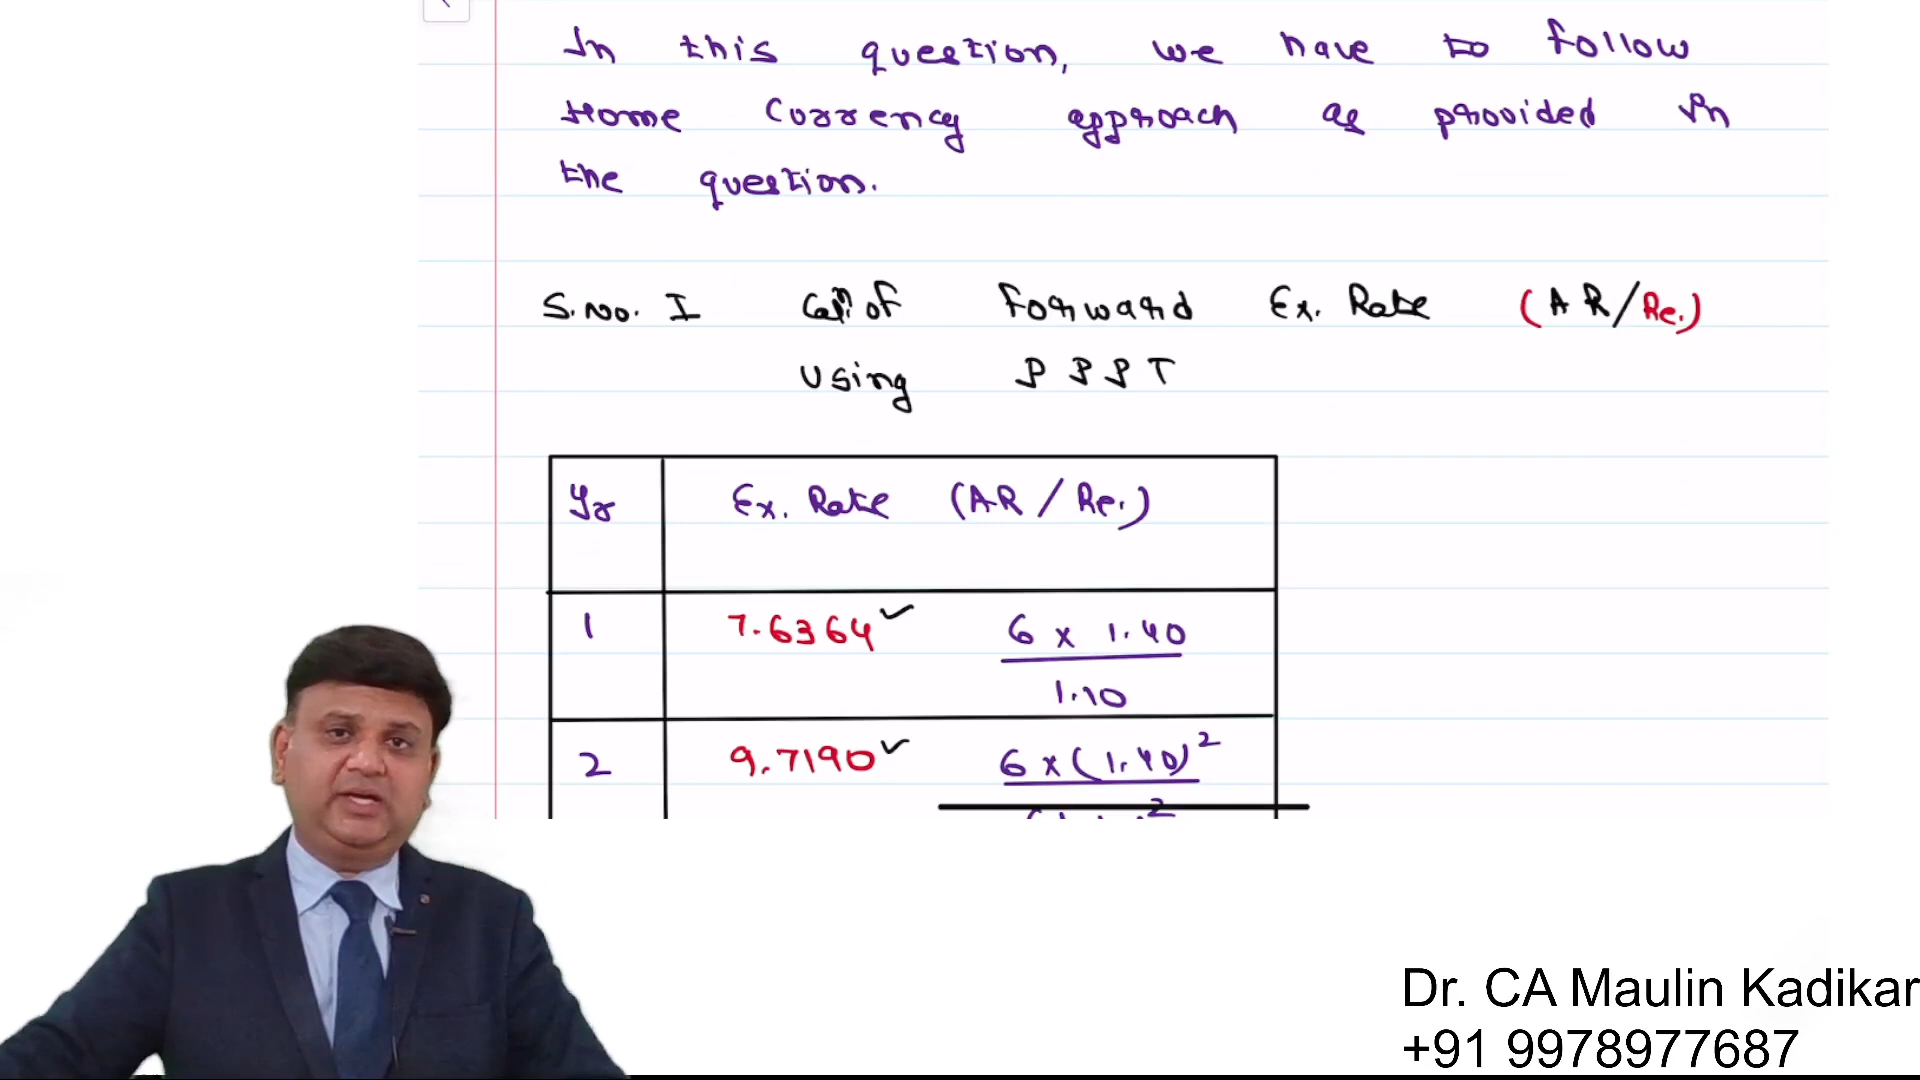 In this question, we have to follow
Home Currency approach as provided in
the question.
S.No. I Calⁿ of Forward Ex. Rate (AR/Re.)
Using PPPT
Yr Ex. Rate (AR / Re.)
1 7.6364 ✓ 6 x 1.40
1.10
2 9.7190 ✓ 6 x (1.40)²
Dr. CA Maulin Kadikar
+91 9978977687